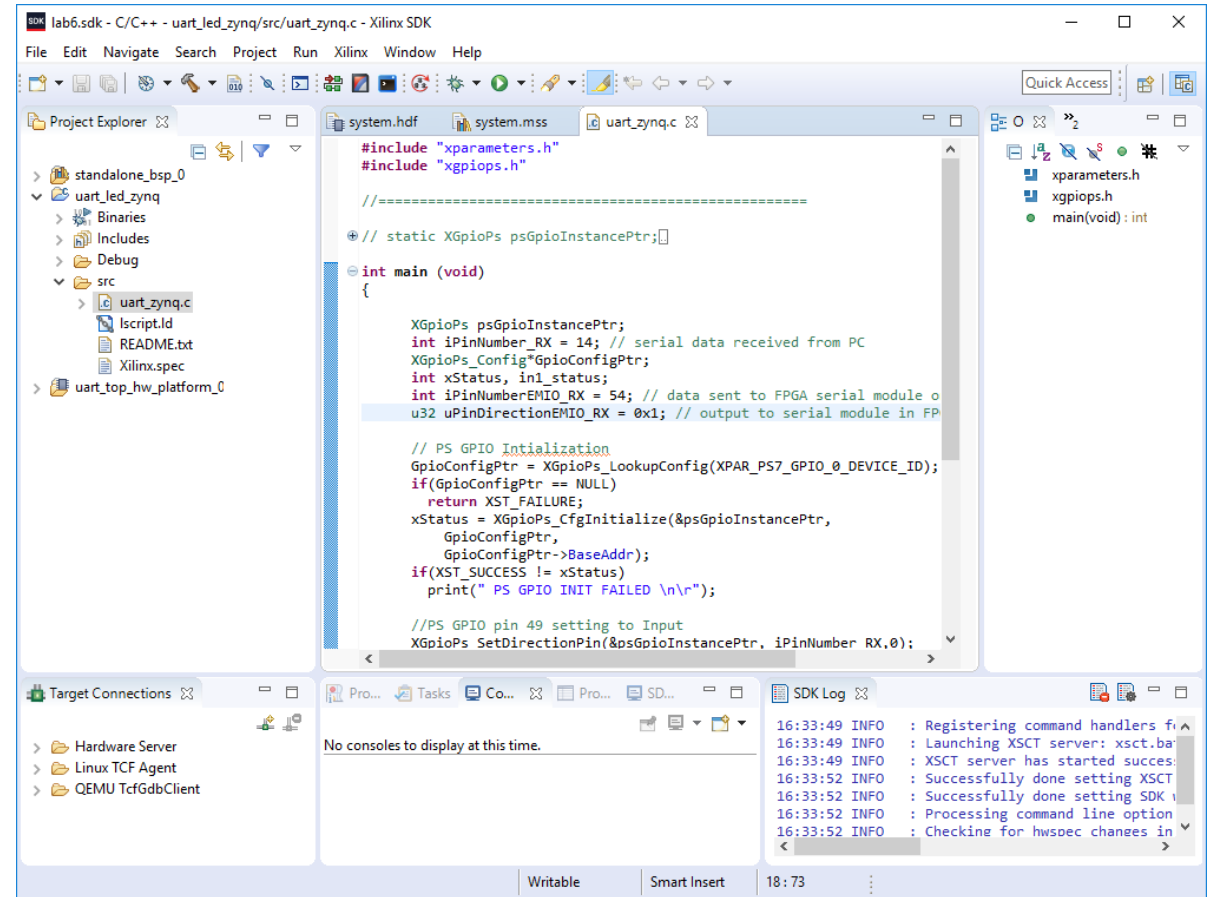 SDK lab6.sdk - C/C++ - uart_led_zynq/src/uart_zynq.c - Xilinx SDK
File Edit Navigate Search Project Run Xilinx Window Help
Quick Access
Project Explorer
standalone_bsp_0
uart_led_zynq
Binaries
Includes
Debug
src
uart_zynq.c
lscript.ld
README.txt
Xilinx.spec
uart_top_hw_platform_0
system.hdf system.mss uart_zynq.c
#include "xparameters.h"
#include "xgpiops.h"
//====================================================
// static XGpioPs psGpioInstancePtr;
int main (void)
{
XGpioPs psGpioInstancePtr;
int iPinNumber_RX = 14; // serial data received from PC
XGpioPs_Config*GpioConfigPtr;
int xStatus, in1_status;
int iPinNumberEMIO_RX = 54; // data sent to FPGA serial module o
u32 uPinDirectionEMIO_RX = 0x1; // output to serial module in FP
// PS GPIO Intialization
GpioConfigPtr = XGpioPs_LookupConfig(XPAR_PS7_GPIO_0_DEVICE_ID);
if(GpioConfigPtr == NULL)
return XST_FAILURE;
xStatus = XGpioPs_CfgInitialize(&psGpioInstancePtr,
GpioConfigPtr,
GpioConfigPtr->BaseAddr);
if(XST_SUCCESS != xStatus)
print(" PS GPIO INIT FAILED \n\r");
//PS GPIO pin 49 setting to Input
XGpioPs_SetDirectionPin(&psGpioInstancePtr, iPinNumber_RX,0);
O »2
xparameters.h
xgpiops.h
main(void) : int
Target Connections
Hardware Server
Linux TCF Agent
QEMU TcfGdbClient
Pro... Tasks Co... Pro... SD...
No consoles to display at this time.
SDK Log
16:33:49 INFO : Registering command handlers fo
16:33:49 INFO : Launching XSCT server: xsct.bat
16:33:49 INFO : XSCT server has started succes
16:33:52 INFO : Successfully done setting XSCT
16:33:52 INFO : Successfully done setting SDK w
16:33:52 INFO : Processing command line option
16:33:52 INFO : Checking for hwspec changes in
Writable Smart Insert 18 : 73